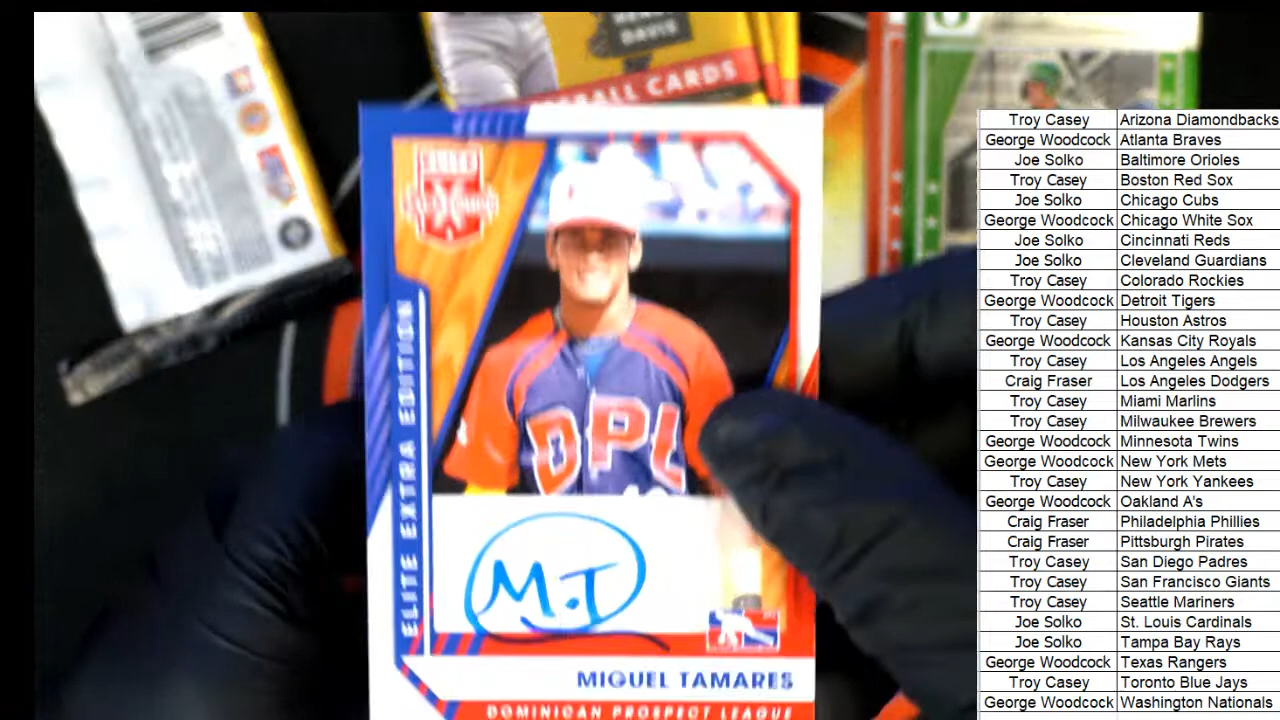 DAVIS
BALL CARDS
ELITE EXTRA EDITION
DPL
M.T
MIGUEL TAMARES
DOMINICAN PROSPECT LEAGUE
Troy Casey Arizona Diamondbacks
George Woodcock Atlanta Braves
Joe Solko Baltimore Orioles
Troy Casey Boston Red Sox
Joe Solko Chicago Cubs
George Woodcock Chicago White Sox
Joe Solko Cincinnati Reds
Joe Solko Cleveland Guardians
Troy Casey Colorado Rockies
George Woodcock Detroit Tigers
Troy Casey Houston Astros
George Woodcock Kansas City Royals
Troy Casey Los Angeles Angels
Craig Fraser Los Angeles Dodgers
Troy Casey Miami Marlins
Troy Casey Milwaukee Brewers
George Woodcock Minnesota Twins
George Woodcock New York Mets
Troy Casey New York Yankees
George Woodcock Oakland A's
Craig Fraser Philadelphia Phillies
Craig Fraser Pittsburgh Pirates
Troy Casey San Diego Padres
Troy Casey San Francisco Giants
Troy Casey Seattle Mariners
Joe Solko St. Louis Cardinals
Joe Solko Tampa Bay Rays
George Woodcock Texas Rangers
Troy Casey Toronto Blue Jays
George Woodcock Washington Nationals